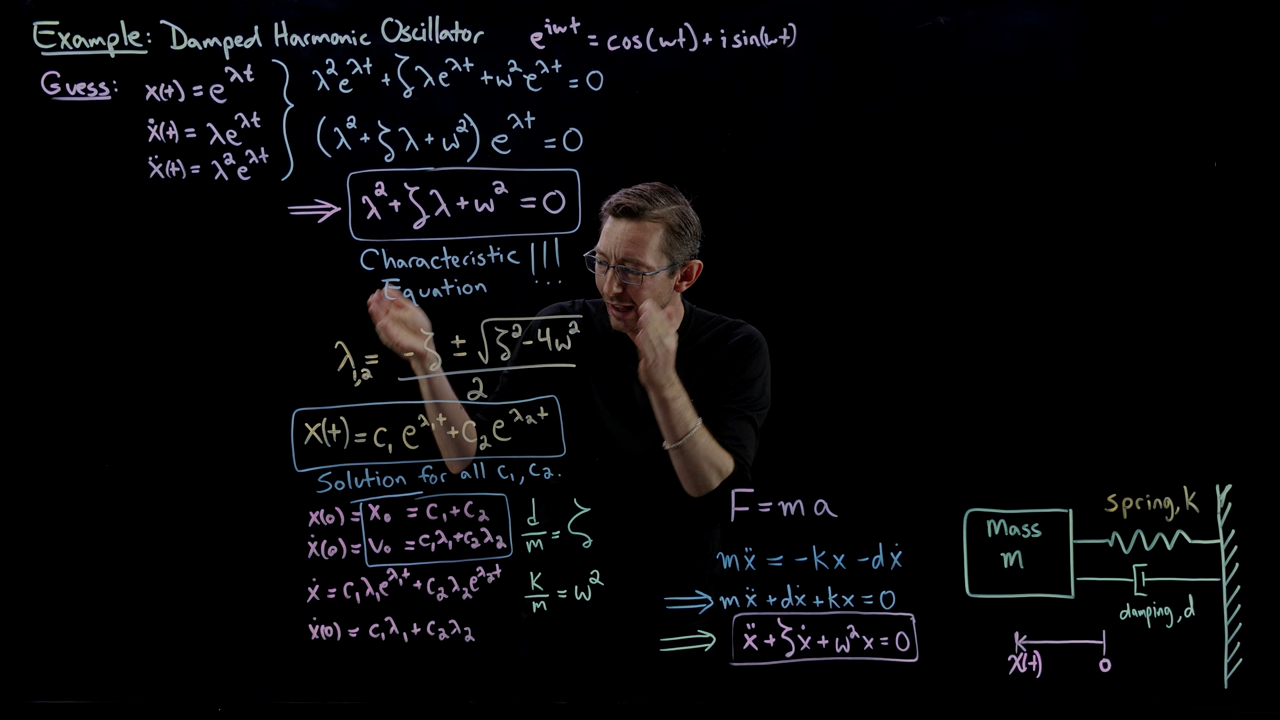 Example: Damped Harmonic Oscillator
e^{iωt} = cos(ωt) + i sin(ωt)
Guess: x(t) = e^{λt}
ẋ(t) = λe^{λt}
ẍ(t) = λ²e^{λt}
λ²e^{λt} + ζλe^{λt} + ω²e^{λt} = 0
(λ² + ζλ + ω²) e^{λt} = 0
⟹ λ² + ζλ + ω² = 0
Characteristic !!!
Equation
λ₁,₂ = (-ζ ± √(ζ² - 4ω²)) / 2
x(t) = c₁e^{λ₁t} + c₂e^{λ₂t}
Solution for all c₁, c₂.
x(0) = x₀ = c₁ + c₂
ẋ(0) = v₀ = c₁λ₁ + c₂λ₂
ẋ = c₁λ₁e^{λ₁t} + c₂λ₂e^{λ₂t}
ẋ(0) = c₁λ₁ + c₂λ₂
d/m = ζ
k/m = ω²
F = ma
mẍ = -kx - dẋ
⟹ mẍ + dẋ + kx = 0
⟹ ẍ + ζẋ + ω²x = 0
Mass
m
spring, k
damping, d
x(t)
0